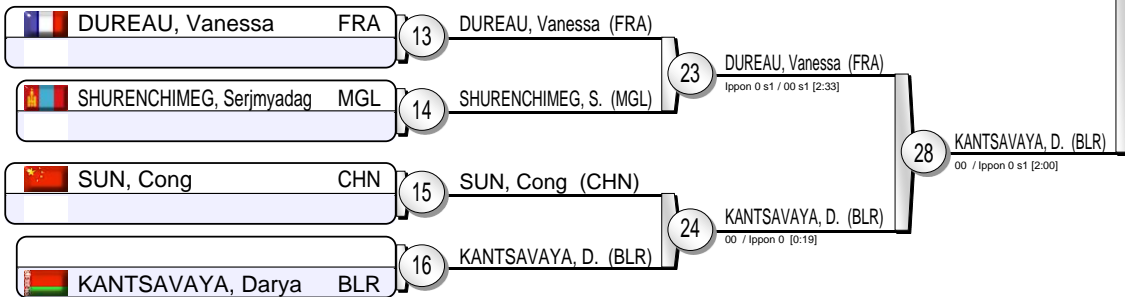 DUREAU, Vanessa FRA
13
DUREAU, Vanessa (FRA)
23
DUREAU, Vanessa (FRA)
Ippon 0 s1 / 00 s1 [2:33]
SHURENCHIMEG, Serjmyadag MGL
14
SHURENCHIMEG, S. (MGL)
28
KANTSAVAYA, D. (BLR)
00 / Ippon 0 s1 [2:00]
SUN, Cong CHN
15
SUN, Cong (CHN)
24
KANTSAVAYA, D. (BLR)
00 / Ippon 0 [0:19]
16
KANTSAVAYA, D. (BLR)
KANTSAVAYA, Darya BLR